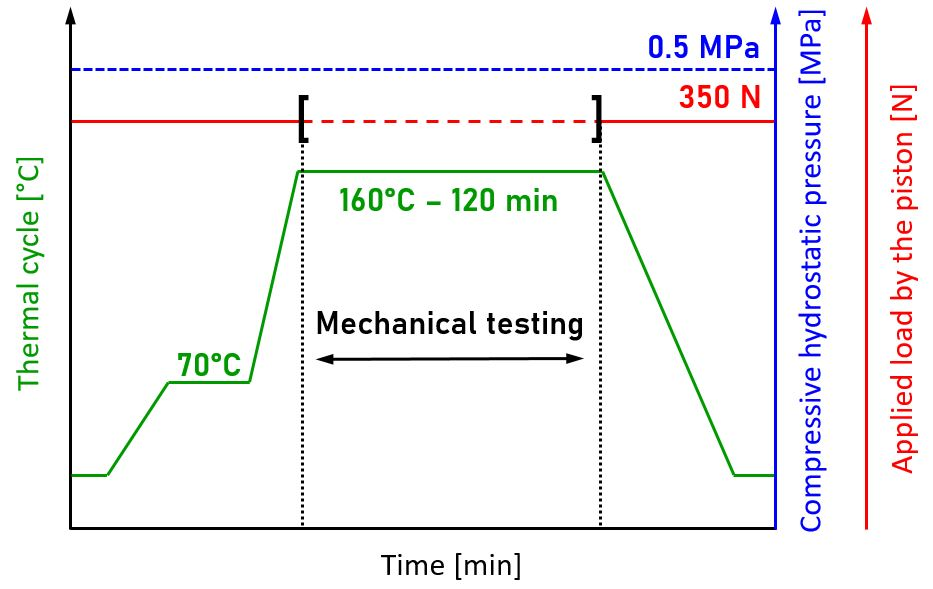 0.5 MPa
350 N
[
]
160°C – 120 min
Mechanical testing
70°C
Thermal cycle [°C]
Time [min]
Compressive hydrostatic pressure [MPa]
Applied load by the piston [N]